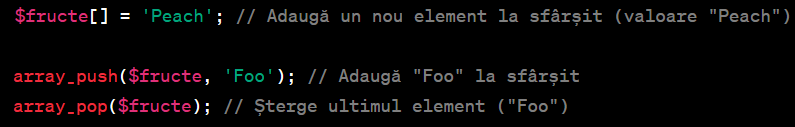 $fructe[] = 'Peach'; // Adaugă un nou element la sfârșit (valoare "Peach")
array_push($fructe, 'Foo'); // Adaugă "Foo" la sfârșit
array_pop($fructe); // Șterge ultimul element ("Foo")